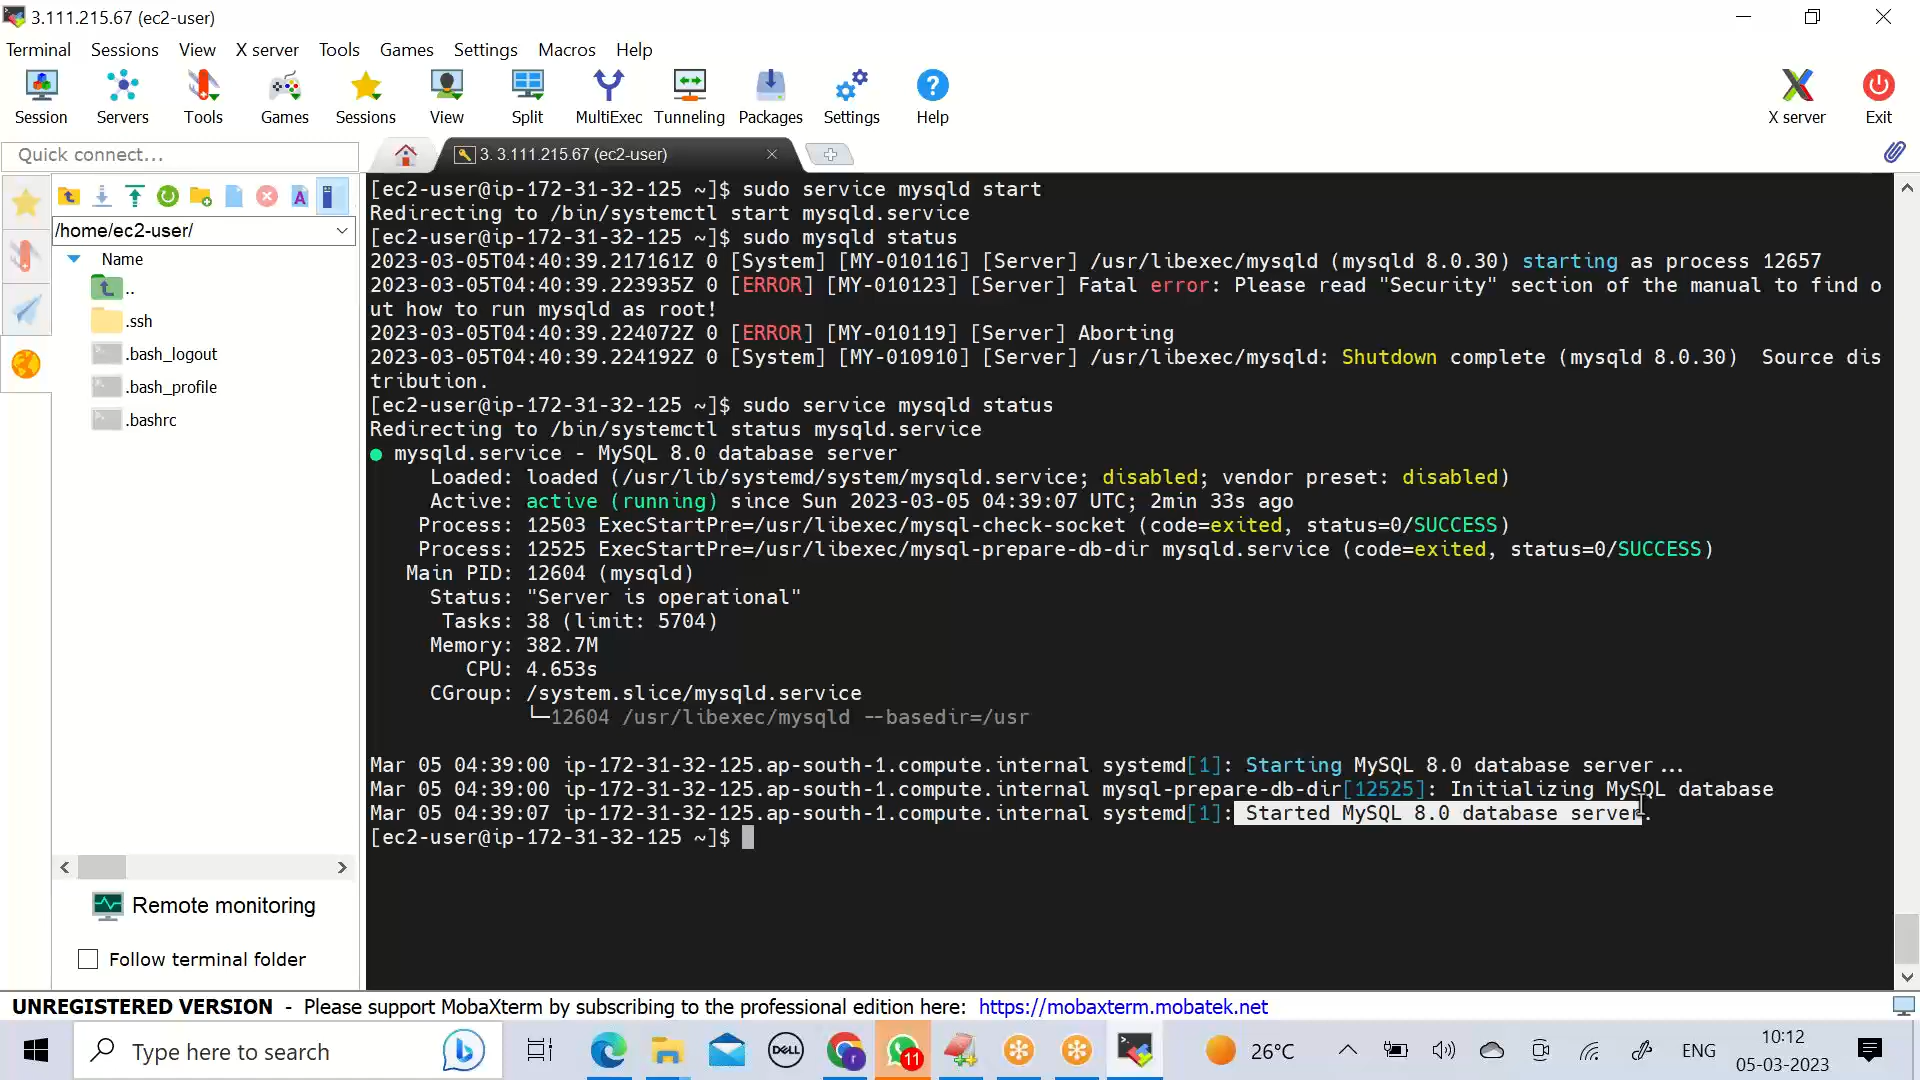 3.111.215.67 (ec2-user)
Terminal Sessions View X server Tools Games Settings Macros Help
Session Servers Tools Games Sessions View Split MultiExec Tunneling Packages Settings Help X server Exit
Quick connect...
3. 3.111.215.67 (ec2-user)
/home/ec2-user/
Name
..
.ssh
.bash_logout
.bash_profile
.bashrc
Remote monitoring
Follow terminal folder
[ec2-user@ip-172-31-32-125 ~]$ sudo service mysqld start
Redirecting to /bin/systemctl start mysqld.service
[ec2-user@ip-172-31-32-125 ~]$ sudo mysqld status
2023-03-05T04:40:39.217161Z 0 [System] [MY-010116] [Server] /usr/libexec/mysqld (mysqld 8.0.30) starting as process 12657
2023-03-05T04:40:39.223935Z 0 [ERROR] [MY-010123] [Server] Fatal error: Please read "Security" section of the manual to find o
ut how to run mysqld as root!
2023-03-05T04:40:39.224072Z 0 [ERROR] [MY-010119] [Server] Aborting
2023-03-05T04:40:39.224192Z 0 [System] [MY-010910] [Server] /usr/libexec/mysqld: Shutdown complete (mysqld 8.0.30)  Source dis
tribution.
[ec2-user@ip-172-31-32-125 ~]$ sudo service mysqld status
Redirecting to /bin/systemctl status mysqld.service
● mysqld.service - MySQL 8.0 database server
Loaded: loaded (/usr/lib/systemd/system/mysqld.service; disabled; vendor preset: disabled)
Active: active (running) since Sun 2023-03-05 04:39:07 UTC; 2min 33s ago
Process: 12503 ExecStartPre=/usr/libexec/mysql-check-socket (code=exited, status=0/SUCCESS)
Process: 12525 ExecStartPre=/usr/libexec/mysql-prepare-db-dir mysqld.service (code=exited, status=0/SUCCESS)
Main PID: 12604 (mysqld)
Status: "Server is operational"
Tasks: 38 (limit: 5704)
Memory: 382.7M
CPU: 4.653s
CGroup: /system.slice/mysqld.service
└─12604 /usr/libexec/mysqld --basedir=/usr
Mar 05 04:39:00 ip-172-31-32-125.ap-south-1.compute.internal systemd[1]: Starting MySQL 8.0 database server...
Mar 05 04:39:00 ip-172-31-32-125.ap-south-1.compute.internal mysql-prepare-db-dir[12525]: Initializing MySQL database
Mar 05 04:39:07 ip-172-31-32-125.ap-south-1.compute.internal systemd[1]: Started MySQL 8.0 database server.
[ec2-user@ip-172-31-32-125 ~]$
UNREGISTERED VERSION - Please support MobaXterm by subscribing to the professional edition here: https://mobaxterm.mobatek.net
Type here to search
DELL
r
11
26°C
ENG
10:12
05-03-2023